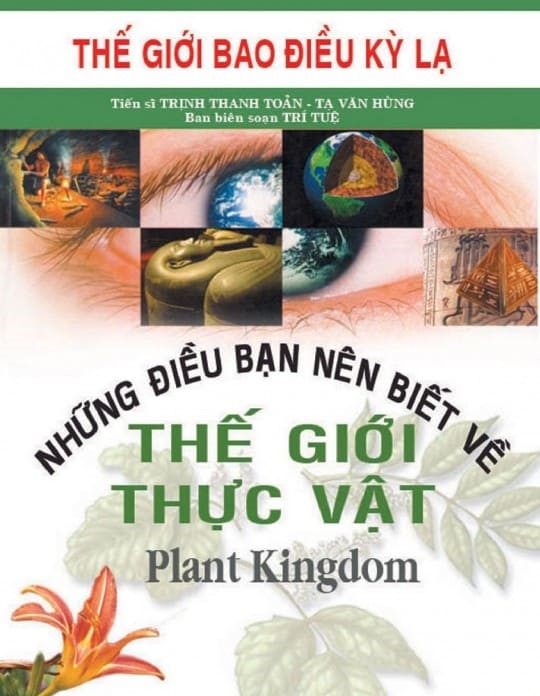 THẾ GIỚI BAO ĐIỀU KỲ LẠ
Tiến sĩ TRỊNH THANH TOẢN - TẠ VĂN HÙNG
Ban biên soạn TRÍ TUỆ
NHỮNG ĐIỀU BẠN NÊN BIẾT VỀ
THẾ GIỚI
THỰC VẬT
Plant Kingdom